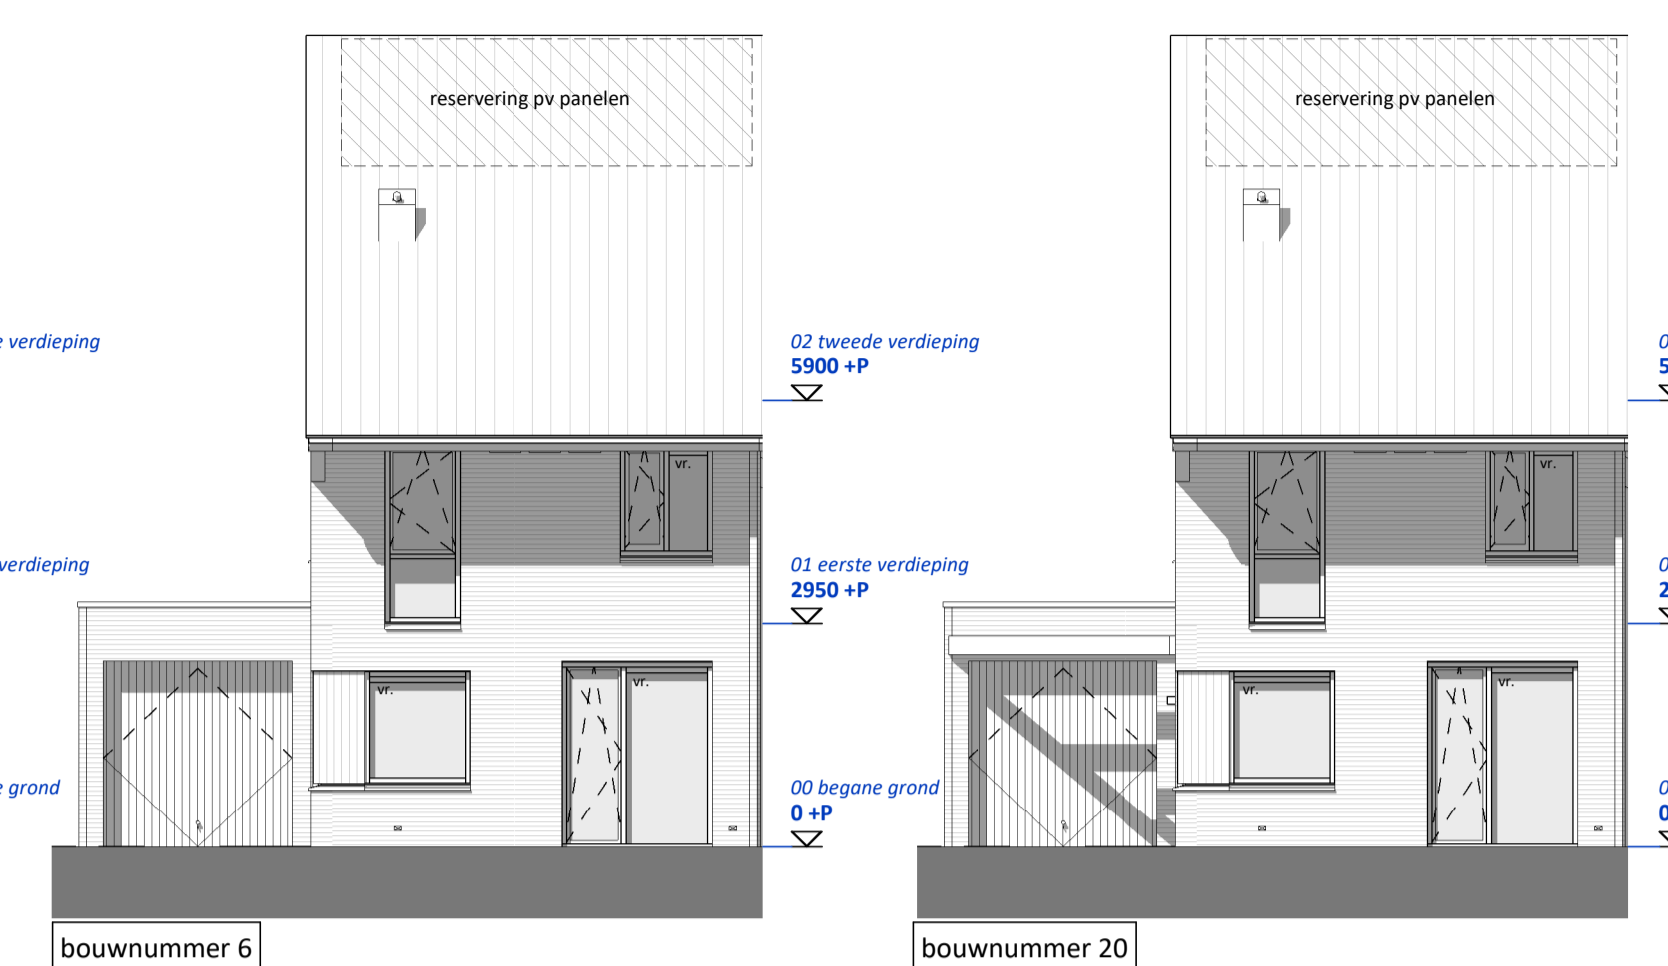 reservering pv panelen
reservering pv panelen
verdieping
02 tweede verdieping
5900 +P
vr.
vr.
verdieping
01 eerste verdieping
2950 +P
vr.
vr.
vr.
vr.
grond
00 begane grond
0 +P
bouwnummer 6
bouwnummer 20